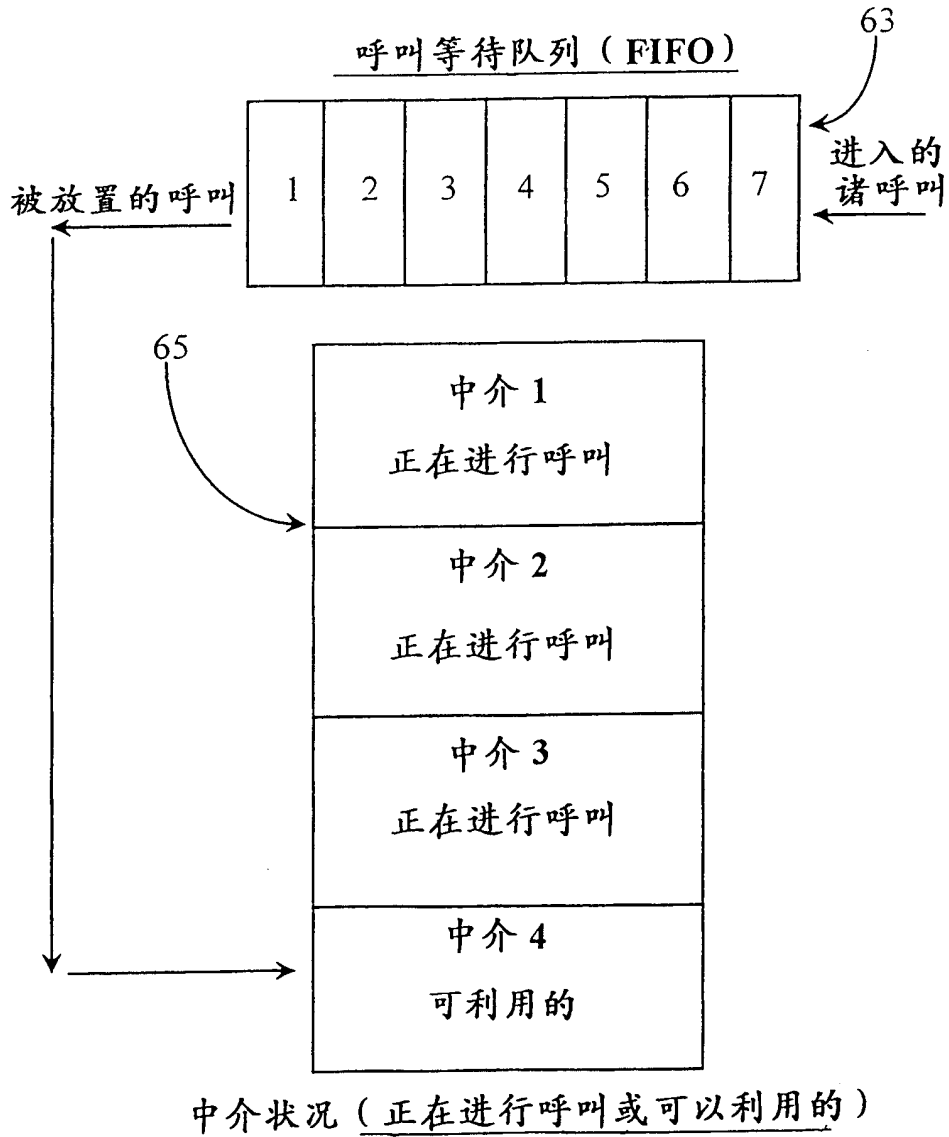 63
呼叫等待队列（FIFO）
进入的
诸呼叫
被放置的呼叫
1 2 3 4 5 6 7
65
中介 1
正在进行呼叫
中介 2
正在进行呼叫
中介 3
正在进行呼叫
中介 4
可利用的
中介状况（正在进行呼叫或可以利用的）